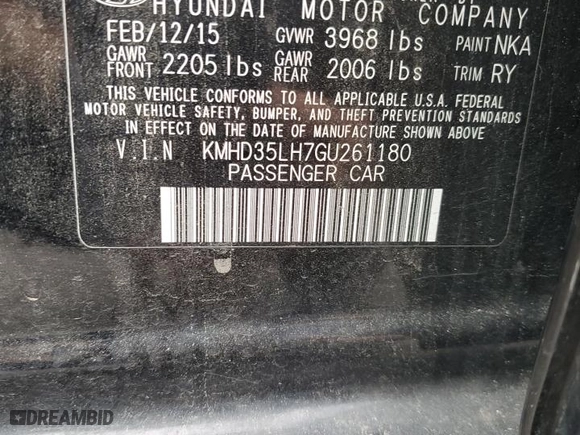 HYUNDAI MOTOR COMPANY
FEB/12/15 GVWR 3968 lbs PAINT NKA
GAWR FRONT 2205 lbs GAWR REAR 2006 lbs TRIM RY
THIS VEHICLE CONFORMS TO ALL APPLICABLE U.S.A. FEDERAL
MOTOR VEHICLE SAFETY, BUMPER, AND THEFT PREVENTION STANDARDS
IN EFFECT ON THE DATE OF MANUFACTURE SHOWN ABOVE
V.I.N KMHD35LH7GU261180
PASSENGER CAR
DREAMBID